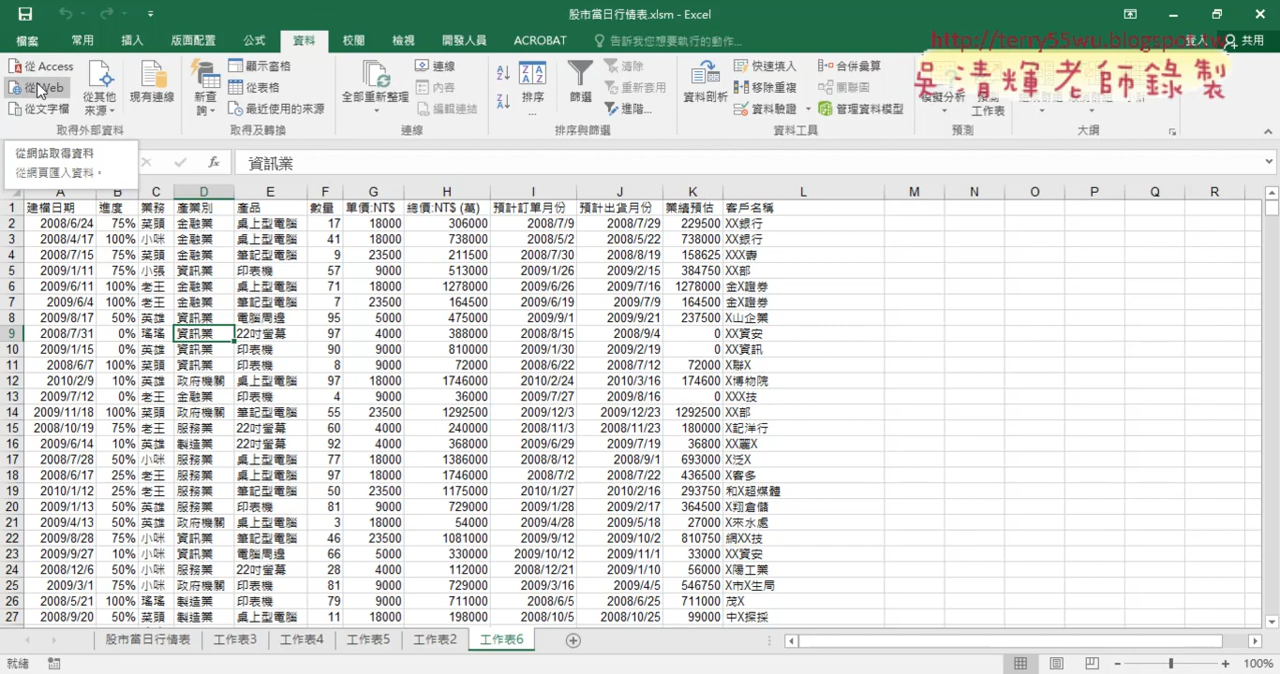 股市當日行情表.xlsm - Excel
檔案 常用 插入 版面配置 公式 資料 校閱 檢視 開發人員 ACROBAT 告訴我您想要執行的動作... 登入 共用
http://terry55wu.blogspot.tw
吳清輝老師錄製
從 Access
從 Web
從文字檔
從其他來源
現有連線
取得外部資料
新查詢
顯示查詢
從表格
最近使用的來源
取得及轉換
全部重新整理
連線
內容
編輯連結
連線
排序
篩選
清除
重新套用
進階...
排序與篩選
資料剖析
快速填入
移除重複
資料驗證
合併彙算
關聯圖
管理資料模型
資料工具
模擬分析
預測工作表
預測
大綱
從網站取得資料
從網頁匯入資料。
fx 資訊業
A B C D E F G H I J K L M N O P Q R
1 建檔日期 進度 業務 產業別 產品 數量 單價:NT$ 總價:NT$ (萬) 預計訂單月份 預計出貨月份 業績預估 客戶名稱
2 2008/6/24 75% 菜頭 金融業 桌上型電腦 17 18000 306000 2008/7/9 2008/7/29 229500 XX銀行
3 2008/4/17 100% 小咪 金融業 桌上型電腦 41 18000 738000 2008/5/2 2008/5/22 738000 XX銀行
4 2008/7/15 75% 菜頭 金融業 筆記型電腦 9 23500 211500 2008/7/30 2008/8/19 158625 XXX壽
5 2009/1/11 75% 小張 資訊業 印表機 57 9000 513000 2009/1/26 2009/2/15 384750 XX部
6 2009/6/11 100% 老王 金融業 桌上型電腦 71 18000 1278000 2009/6/26 2009/7/16 1278000 金X證券
7 2009/6/4 100% 老王 金融業 筆記型電腦 7 23500 164500 2009/6/19 2009/7/9 164500 金X證券
8 2009/8/17 50% 英雄 資訊業 電腦周邊 95 5000 475000 2009/9/1 2009/9/21 237500 X山企業
9 2008/7/31 0% 瑤瑤 資訊業 22吋螢幕 97 4000 388000 2008/8/15 2008/9/4 0 XX資安
10 2009/1/15 0% 英雄 資訊業 印表機 90 9000 810000 2009/1/30 2009/2/19 0 XX資訊
11 2008/6/7 100% 菜頭 資訊業 印表機 8 9000 72000 2008/6/22 2008/7/12 72000 X聯X
12 2010/2/9 10% 英雄 政府機關 桌上型電腦 97 18000 1746000 2010/2/24 2010/3/16 174600 X博物院
13 2009/7/12 0% 老王 金融業 印表機 4 9000 36000 2009/7/27 2009/8/16 0 XXX技
14 2009/11/18 100% 菜頭 政府機關 筆記型電腦 55 23500 1292500 2009/12/3 2009/12/23 1292500 XX部
15 2008/10/19 75% 老王 服務業 22吋螢幕 60 4000 240000 2008/11/3 2008/11/23 180000 X記洋行
16 2009/6/14 10% 英雄 製造業 22吋螢幕 92 4000 368000 2009/6/29 2009/7/19 36800 XX麗X
17 2008/7/28 50% 小咪 服務業 桌上型電腦 77 18000 1386000 2008/8/12 2008/9/1 693000 X泛X
18 2008/6/17 25% 老王 服務業 桌上型電腦 97 18000 1746000 2008/7/2 2008/7/22 436500 X客多
19 2010/1/12 25% 老王 服務業 筆記型電腦 50 23500 1175000 2010/1/27 2010/2/16 293750 和X超媒體
20 2009/1/13 50% 英雄 服務業 印表機 81 9000 729000 2009/1/28 2009/2/17 364500 X翔倉儲
21 2009/4/13 50% 英雄 政府機關 桌上型電腦 3 18000 54000 2009/4/28 2009/5/18 27000 X來水處
22 2009/8/28 75% 小咪 資訊業 筆記型電腦 46 23500 1081000 2009/9/12 2009/10/2 810750 網XX技
23 2009/9/27 10% 小咪 資訊業 電腦周邊 66 5000 330000 2009/10/12 2009/11/1 33000 XX資安
24 2008/12/6 50% 小咪 服務業 22吋螢幕 28 4000 112000 2008/12/21 2009/1/10 56000 X陽工業
25 2009/3/1 75% 小咪 政府機關 印表機 81 9000 729000 2009/3/16 2009/4/5 546750 X市X生局
26 2008/5/21 100% 瑤瑤 製造業 印表機 79 9000 711000 2008/6/5 2008/6/25 711000 茂X
27 2008/9/20 50% 菜頭 製造業 桌上型電腦 11 18000 198000 2008/10/5 2008/10/25 99000 中X探採
股市當日行情表 工作表3 工作表4 工作表5 工作表2 工作表6
就緒 100%